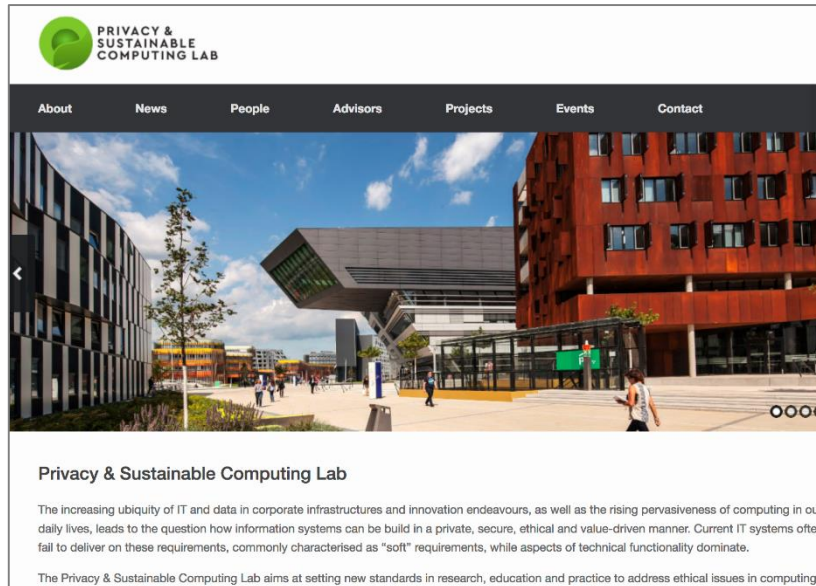 PRIVACY &
SUSTAINABLE
COMPUTING LAB
About News People Advisors Projects Events Contact
Privacy & Sustainable Computing Lab
The increasing ubiquity of IT and data in corporate infrastructures and innovation endeavours, as well as the rising pervasiveness of computing in ou
daily lives, leads to the question how information systems can be build in a private, secure, ethical and value-driven manner. Current IT systems ofte
fail to deliver on these requirements, commonly characterised as “soft” requirements, while aspects of technical functionality dominate.
The Privacy & Sustainable Computing Lab aims at setting new standards in research, education and practice to address ethical issues in computing